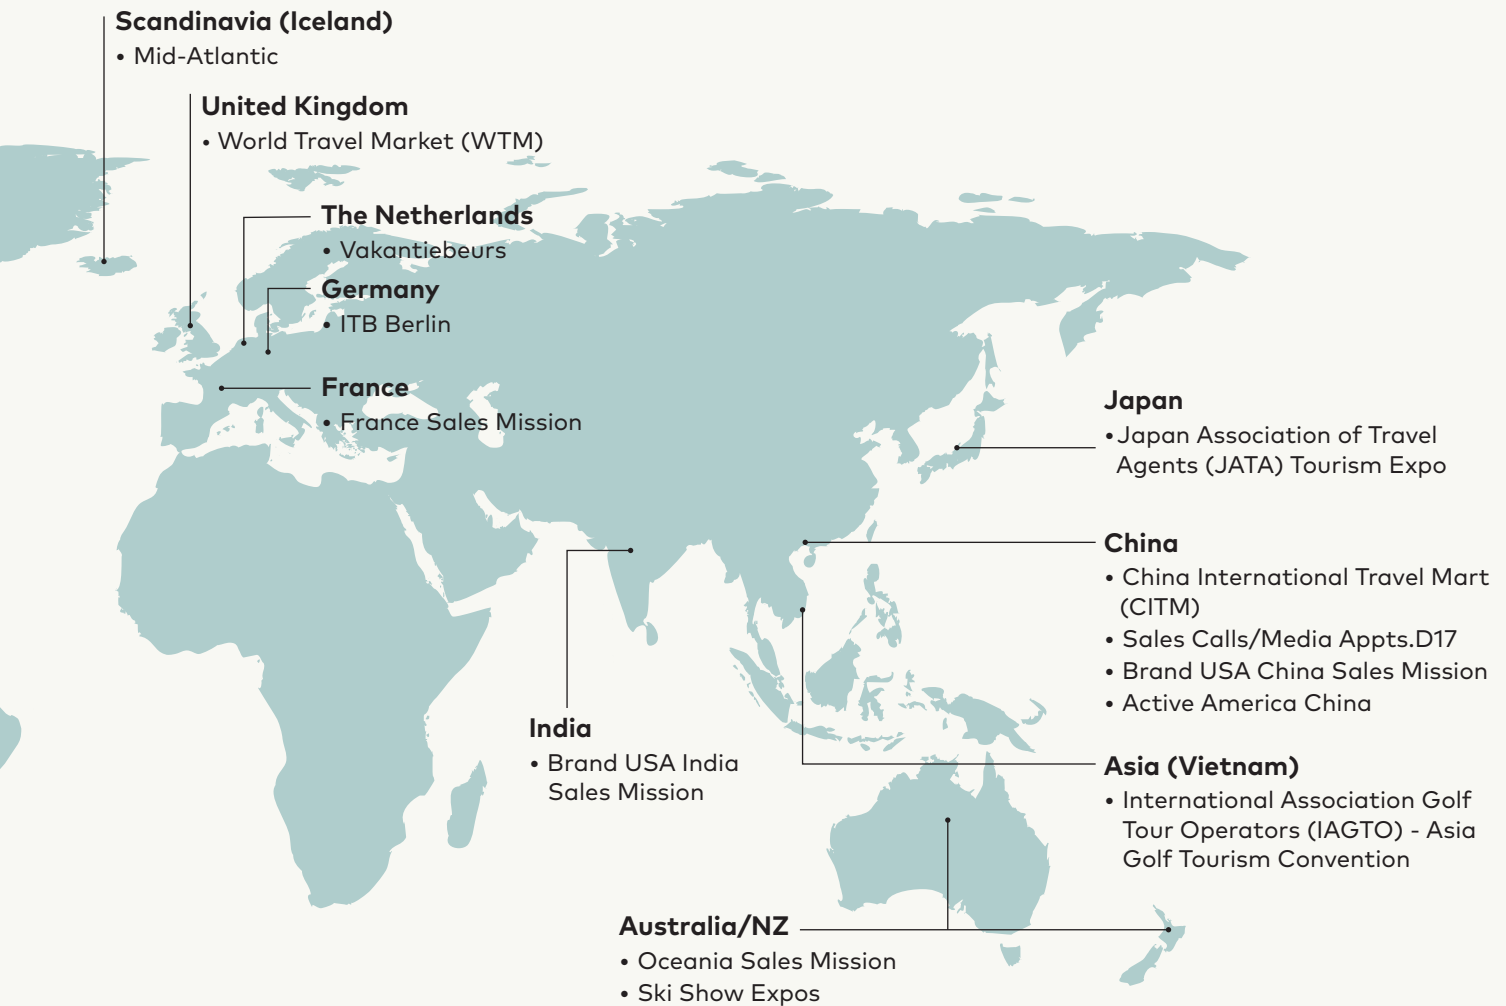 Scandinavia (Iceland)
• Mid-Atlantic
United Kingdom
• World Travel Market (WTM)
The Netherlands
• Vakantiebeurs
Germany
• ITB Berlin
France
• France Sales Mission
Japan
• Japan Association of Travel
Agents (JATA) Tourism Expo
China
• China International Travel Mart
(CITM)
• Sales Calls/Media Appts.D17
• Brand USA China Sales Mission
• Active America China
India
• Brand USA India
Sales Mission
Asia (Vietnam)
• International Association Golf
Tour Operators (IAGTO) - Asia
Golf Tourism Convention
Australia/NZ
• Oceania Sales Mission
• Ski Show Expos